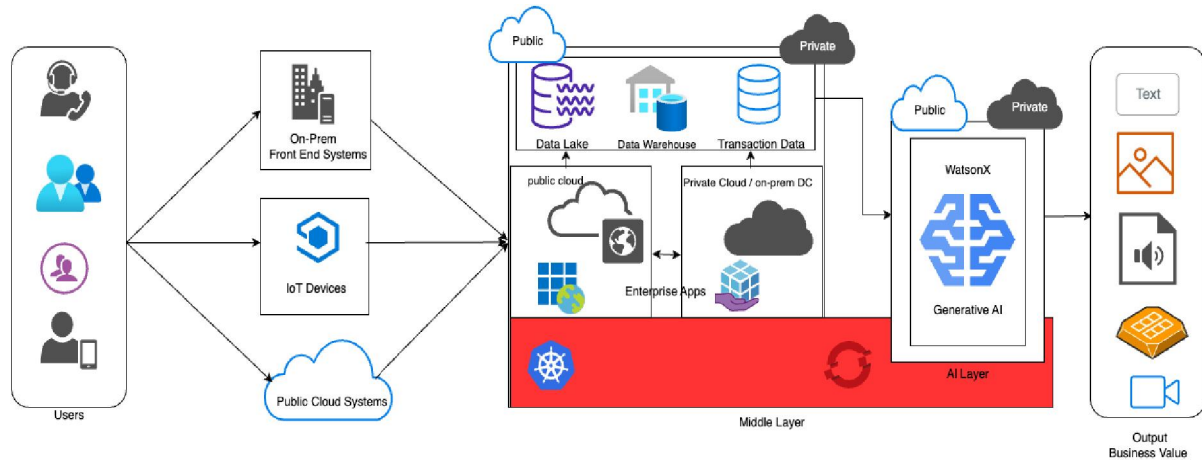 Users
On-Prem
Front End Systems
IoT Devices
Public Cloud Systems
Public
Private
Data Lake
Data Warehouse
Transaction Data
public cloud
Private Cloud / on-prem DC
Enterprise Apps
Middle Layer
Public
Private
WatsonX
Generative AI
AI Layer
Text
Output
Business Value